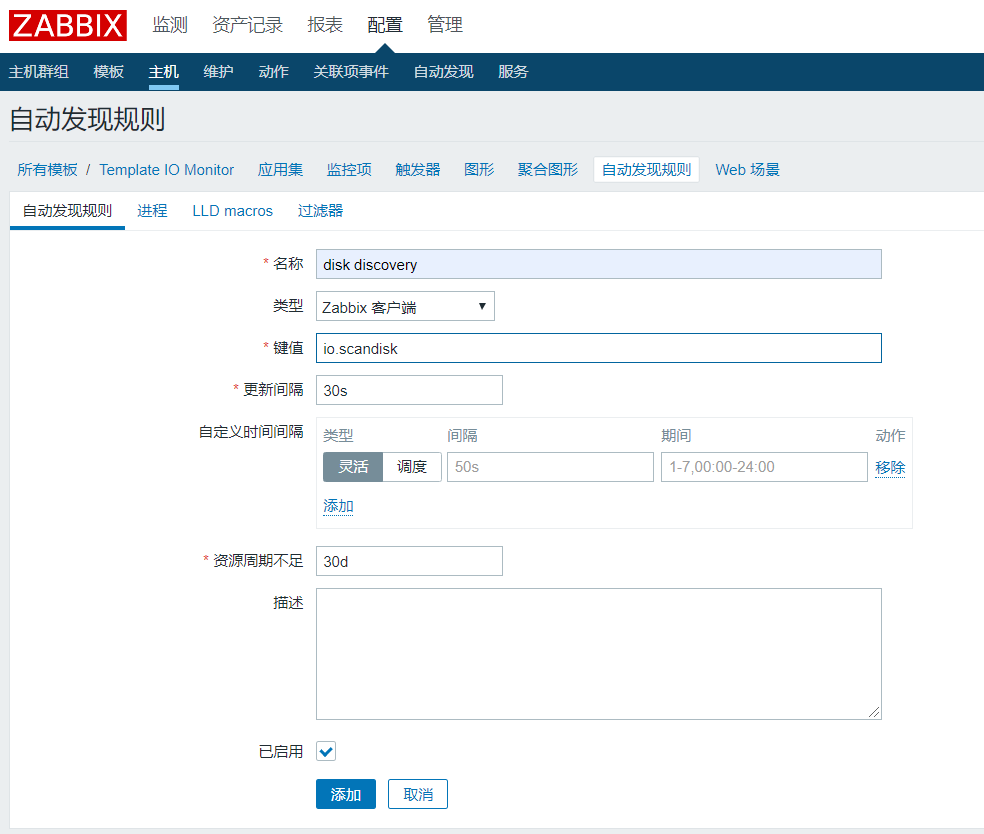 ZABBIX 监测 资产记录 报表 配置 管理
主机群组 模板 主机 维护 动作 关联项事件 自动发现 服务
自动发现规则
所有模板 / Template IO Monitor 应用集 监控项 触发器 图形 聚合图形 自动发现规则 Web 场景
自动发现规则 进程 LLD macros 过滤器
* 名称 disk discovery
类型 Zabbix 客户端
* 键值 io.scandisk
* 更新间隔 30s
自定义时间间隔 类型 间隔 期间 动作
灵活 调度 50s 1-7,00:00-24:00 移除
添加
* 资源周期不足 30d
描述
已启用
添加 取消